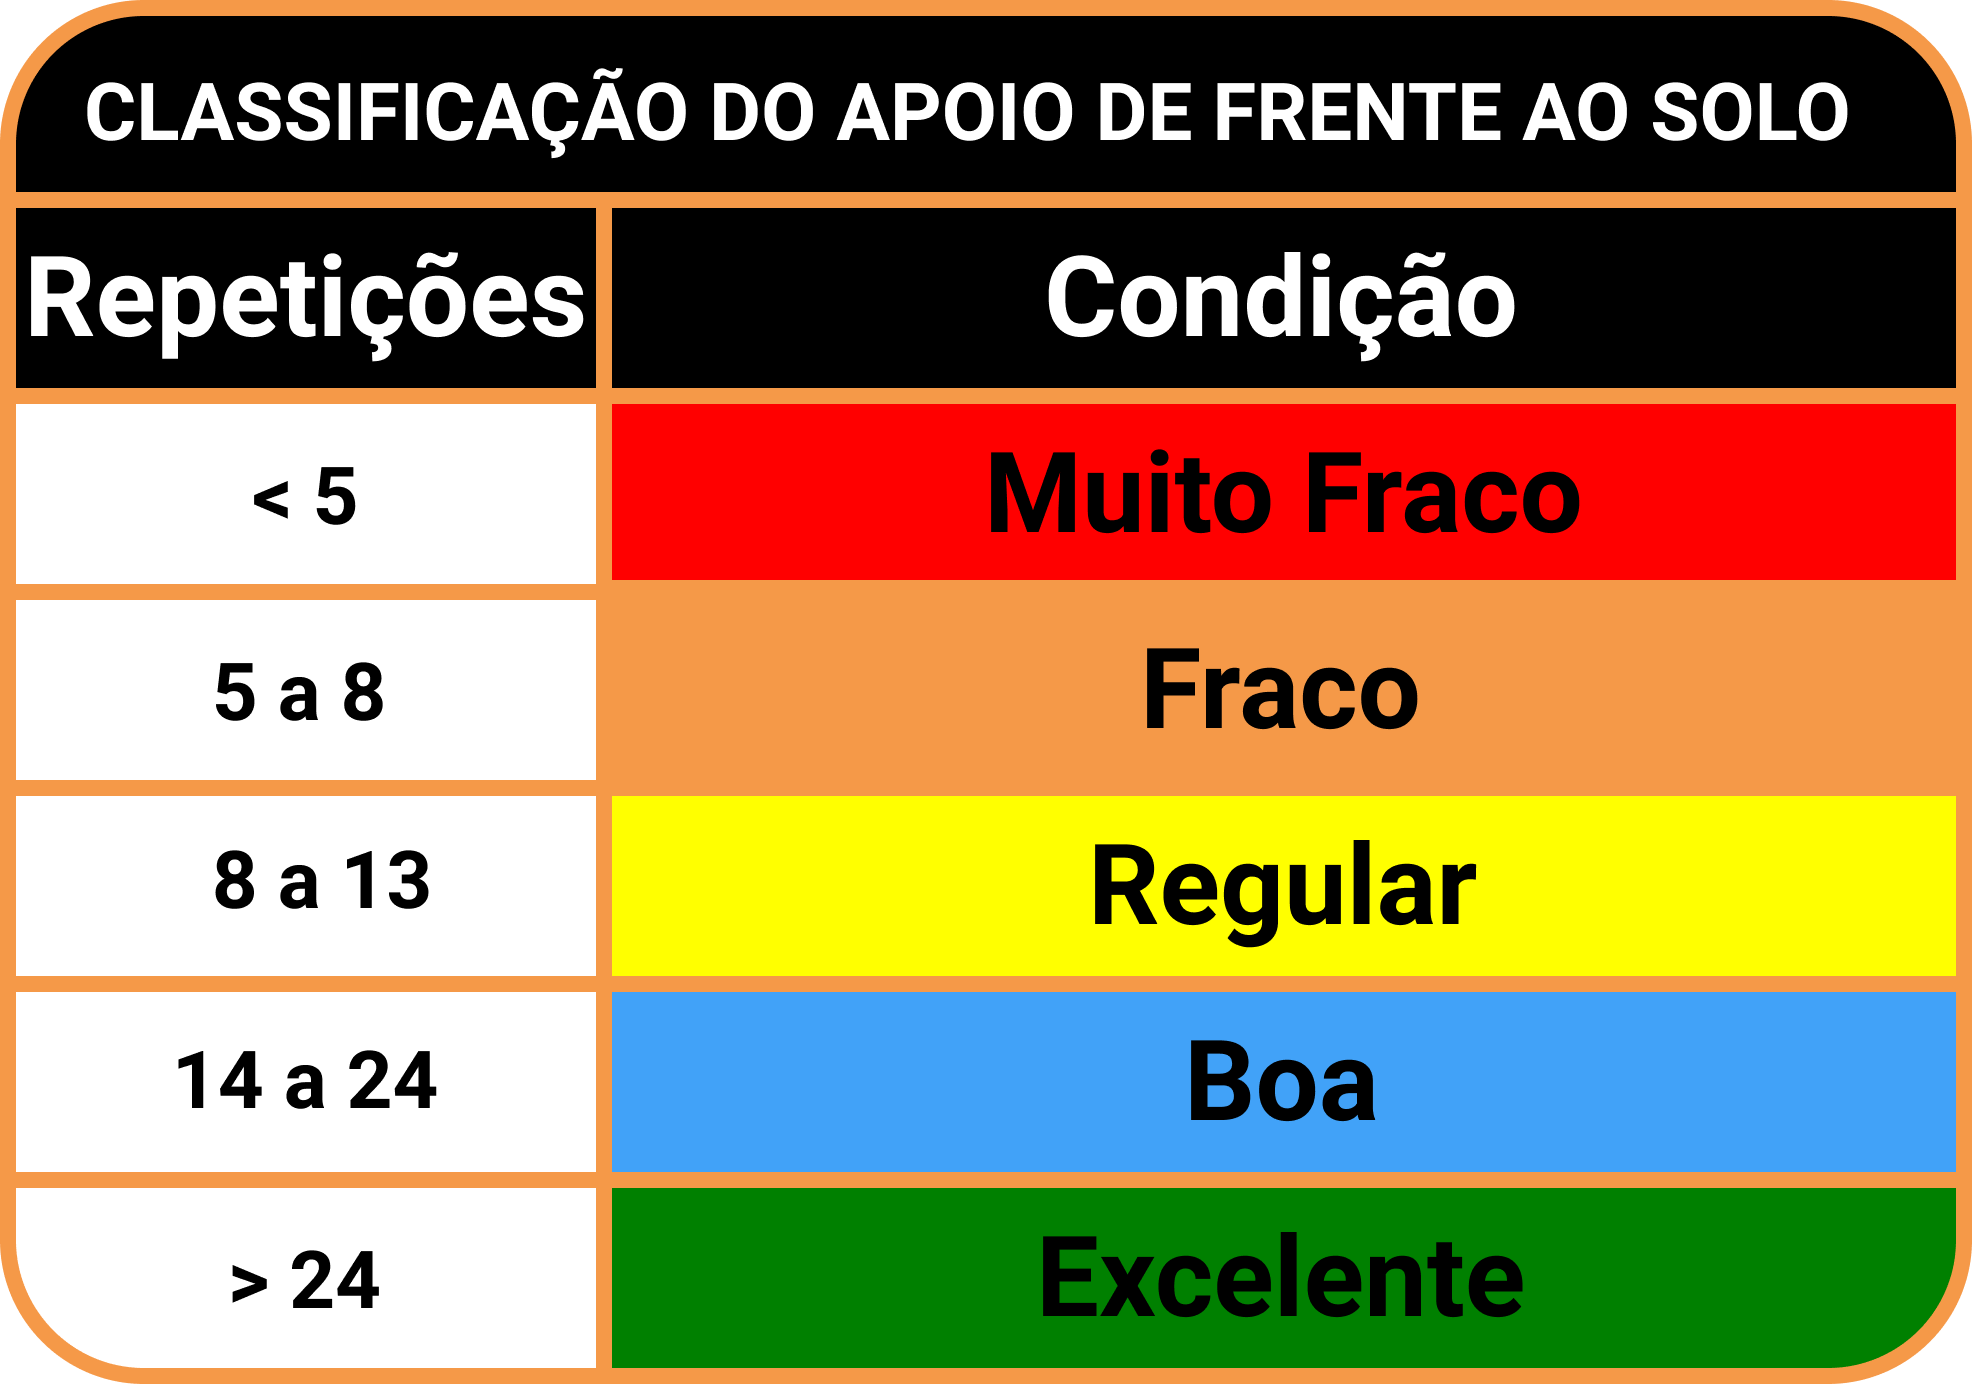 CLASSIFICAÇÃO DO APOIO DE FRENTE AO SOLO
Repetições Condição
< 5 Muito Fraco
5 a 8 Fraco
8 a 13 Regular
14 a 24 Boa
> 24 Excelente